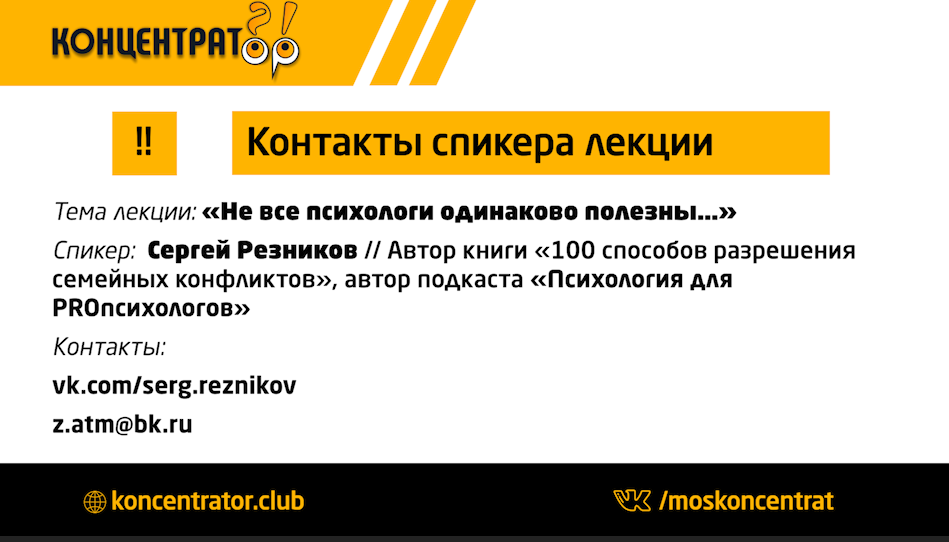 КОНЦЕНТРАТОР
?!
!! Контакты спикера лекции
Тема лекции: «Не все психологи одинаково полезны...»
Спикер: Сергей Резников // Автор книги «100 способов разрешения
семейных конфликтов», автор подкаста «Психология для
PROпсихологов»
Контакты:
vk.com/serg.reznikov
z.atm@bk.ru
koncentrator.club
/moskoncentrat